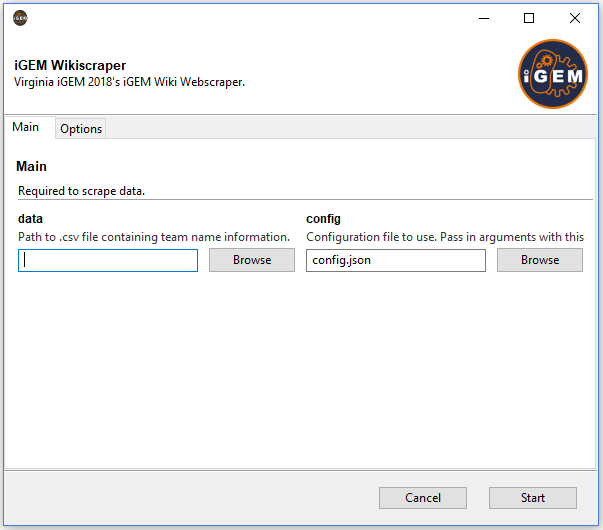 iGEM
iGEM Wikiscraper
Virginia iGEM 2018's iGEM Wiki Webscraper.
iGEM
Main
Options
Main
Required to scrape data.
data
config
Path to .csv file containing team name information.
Configuration file to use. Pass in arguments with this
Browse
config.json
Browse
Cancel
Start